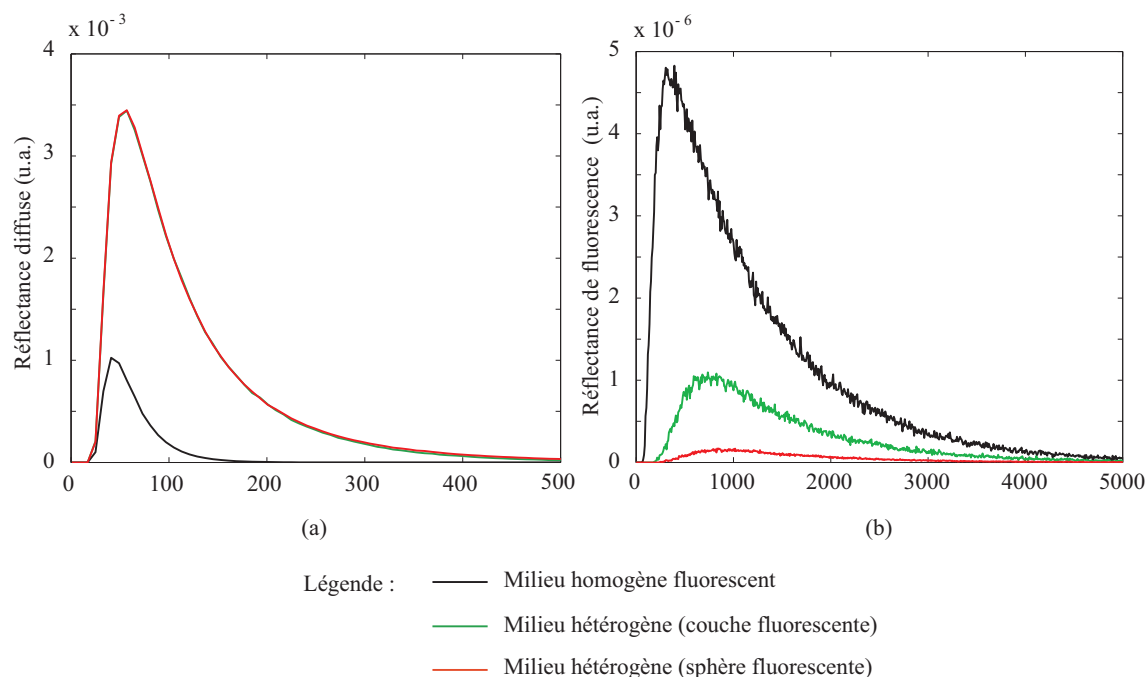 x 10⁻³
4
3
2
1
0
Réflectance diffuse (u.a.)
0 100 200 300 400 500
(a)
x 10⁻⁶
5
4
3
2
1
0
Réflectance de fluorescence (u.a.)
0 1000 2000 3000 4000 5000
(b)
Légende :
Milieu homogène fluorescent
Milieu hétérogène (couche fluorescente)
Milieu hétérogène (sphère fluorescente)